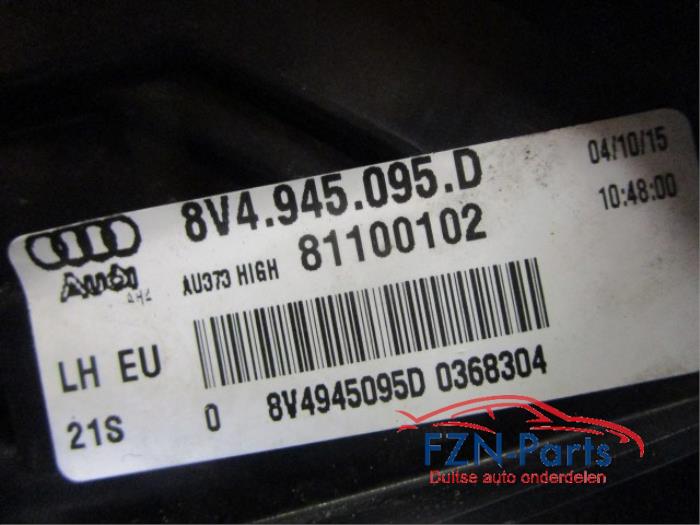 8V4.945.095.D
04/10/15
10:48:00
AUDI
AU373 HIGH 81100102
LH EU
21S
0 8V4945095D 0368304
FZN-Parts
Duitse auto onderdelen